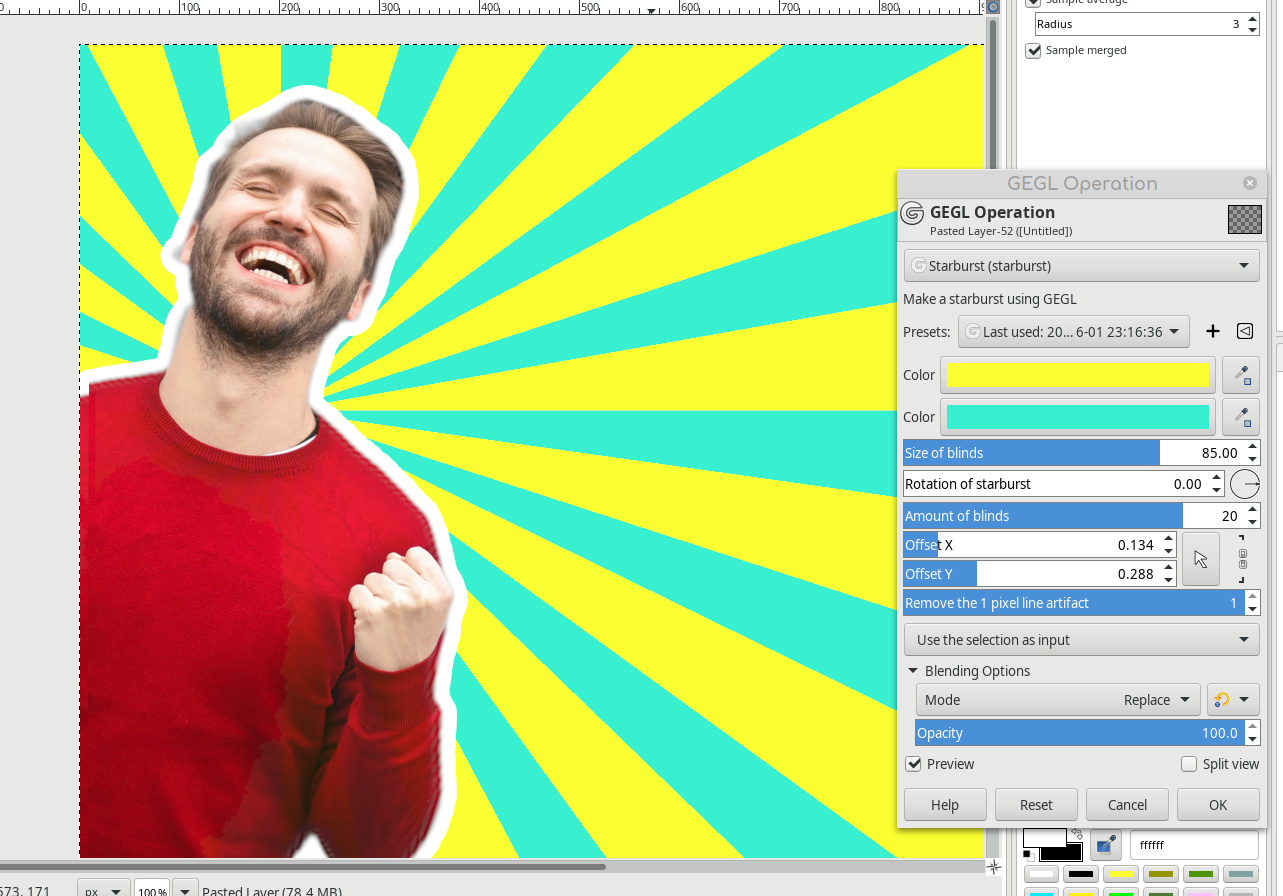 0 100 200 300 400 500 600 700 800
Sample average
Radius 3
Sample merged
GEGL Operation
GEGL Operation
Pasted Layer-52 ([Untitled])
Starburst (starburst)
Make a starburst using GEGL
Presets: Last used: 20... 6-01 23:16:36
Color
Color
Size of blinds 85.00
Rotation of starburst 0.00
Amount of blinds 20
Offset X 0.134
Offset Y 0.288
Remove the 1 pixel line artifact 1
Use the selection as input
Blending Options
Mode Replace
Opacity 100.0
Preview Split view
Help Reset Cancel OK
ffffff
573, 171 px 100 % Pasted Layer (78.4 MB)